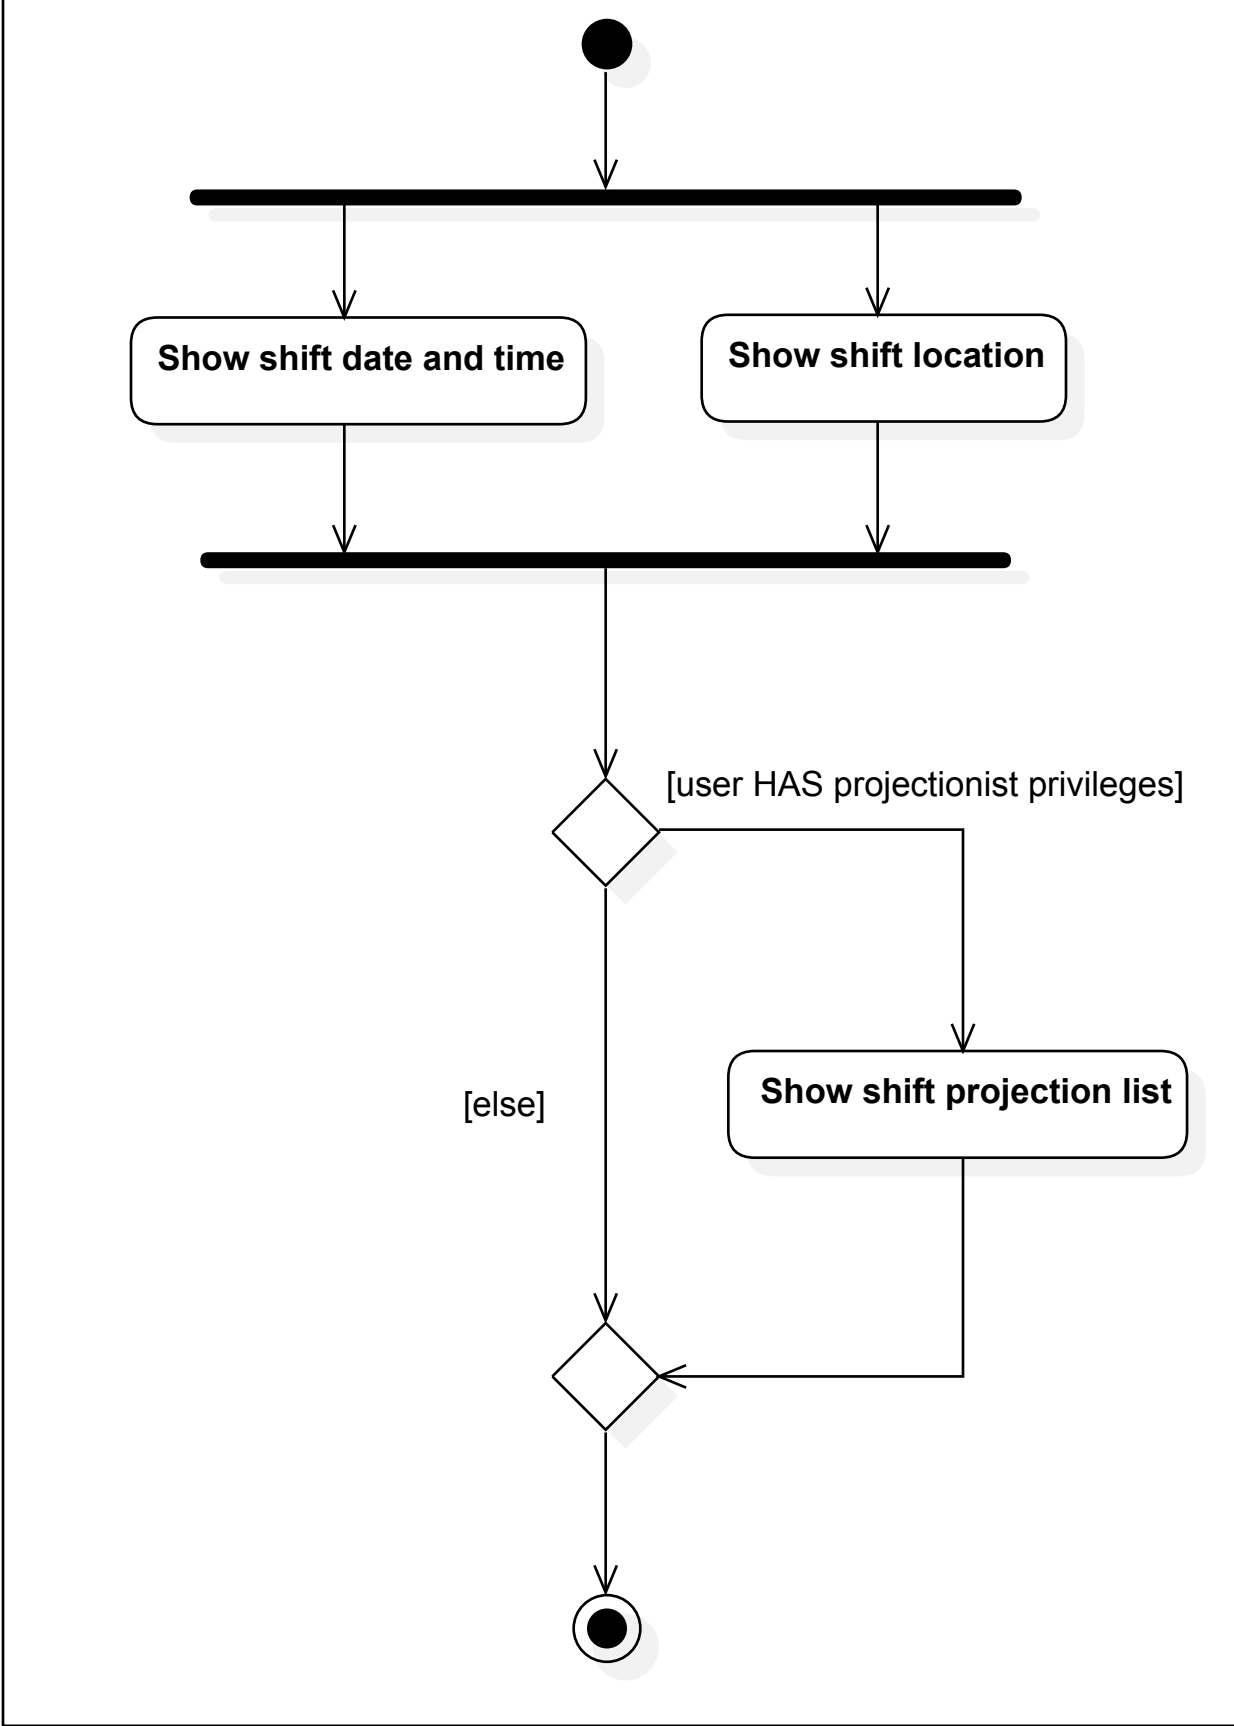 Show shift date and time
Show shift location
[user HAS projectionist privileges]
[else]
Show shift projection list